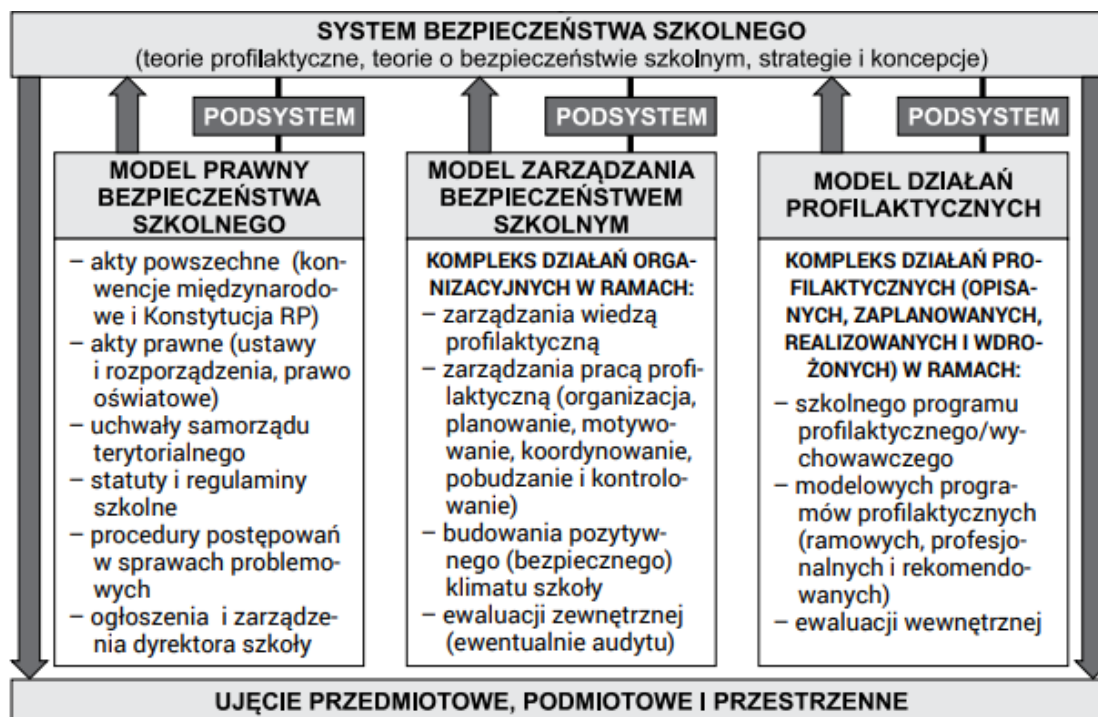 SYSTEM BEZPIECZEŃSTWA SZKOLNEGO
(teorie profilaktyczne, teorie o bezpieczeństwie szkolnym, strategie i koncepcje)
PODSYSTEM
MODEL PRAWNY
BEZPIECZEŃSTWA
SZKOLNEGO
– akty powszechne (kon-
wencje międzynarodo-
we i Konstytucja RP)
– akty prawne (ustawy
i rozporządzenia, prawo
oświatowe)
– uchwały samorządu
terytorialnego
– statuty i regulaminy
szkolne
– procedury postępowań
w sprawach problemo-
wych
– ogłoszenia i zarządze-
nia dyrektora szkoły
PODSYSTEM
MODEL ZARZĄDZANIA
BEZPIECZEŃSTWEM
SZKOLNYM
KOMPLEKS DZIAŁAŃ ORGA-
NIZACYJNYCH W RAMACH:
– zarządzania wiedzą
profilaktyczną
– zarządzania pracą profi-
laktyczną (organizacja,
planowanie, motywo-
wanie, koordynowanie,
pobudzanie i kontrolo-
wanie)
– budowania pozytyw-
nego (bezpiecznego)
klimatu szkoły
– ewaluacji zewnętrznej
(ewentualnie audytu)
PODSYSTEM
MODEL DZIAŁAŃ
PROFILAKTYCZNYCH
KOMPLEKS DZIAŁAŃ PRO-
FILAKTYCZNYCH (OPISA-
NYCH, ZAPLANOWANYCH,
REALIZOWANYCH I WDRO-
ŻONYCH) W RAMACH:
– szkolnego programu
profilaktycznego/wy-
chowawczego
– modelowych progra-
mów profilaktycznych
(ramowych, profesjo-
nalnych i rekomendo-
wanych)
– ewaluacji wewnętrznej
UJĘCIE PRZEDMIOTOWE, PODMIOTOWE I PRZESTRZENNE